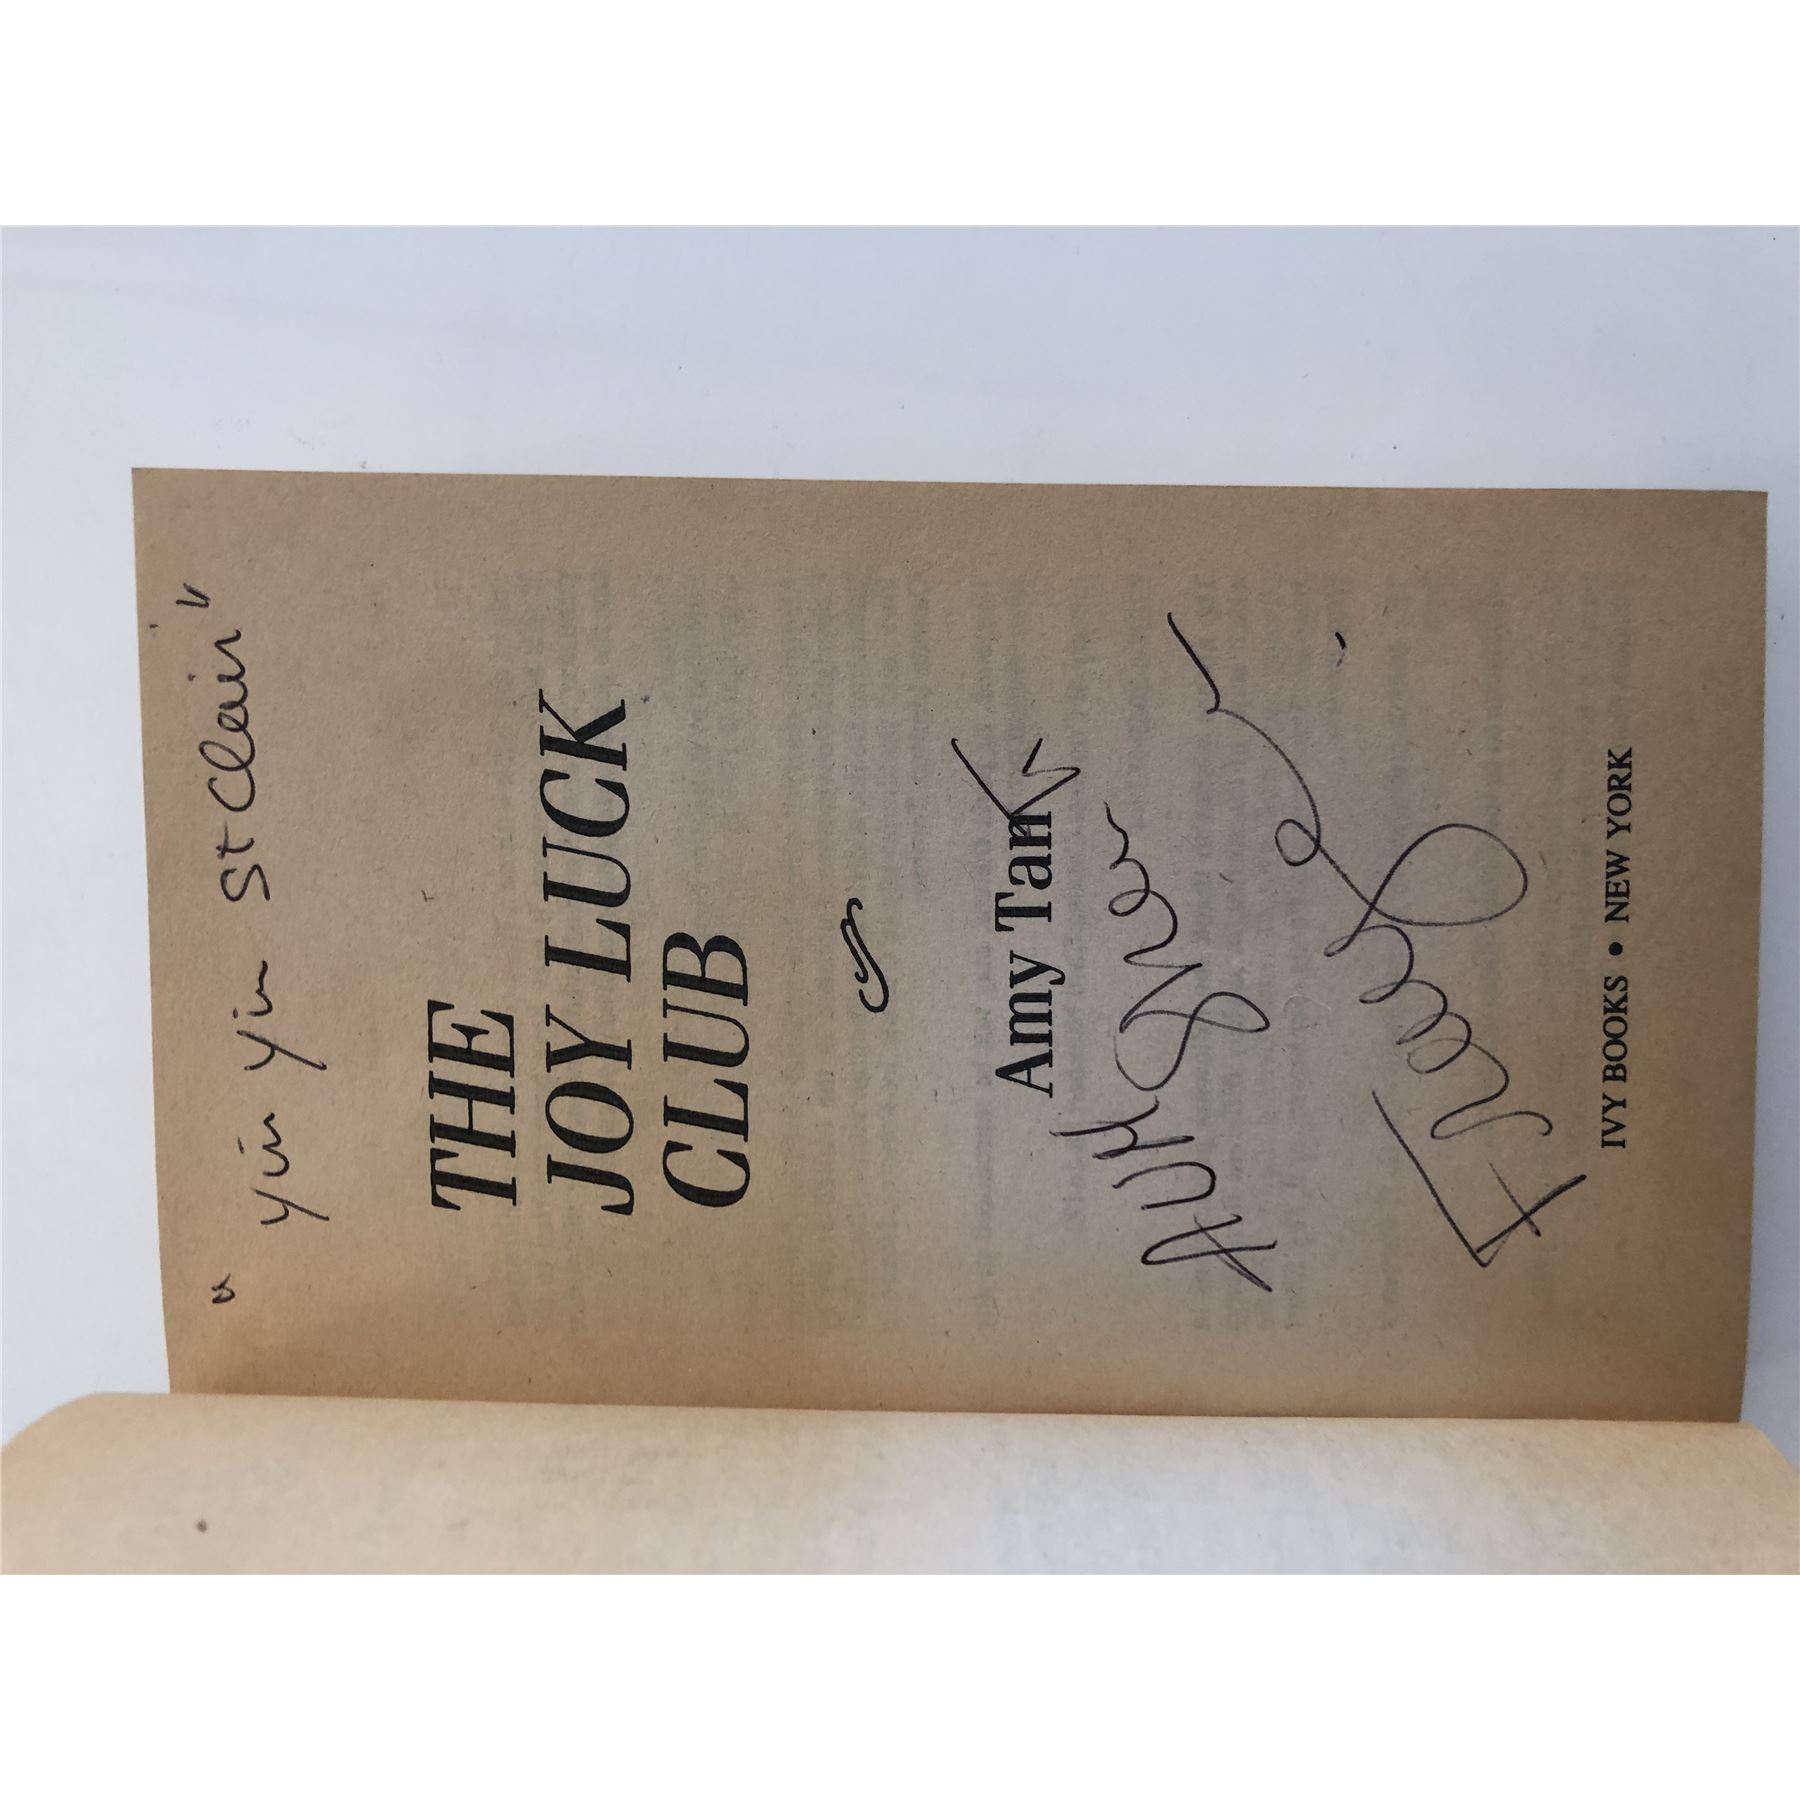 " Yin Yin St Clair "
THE
JOY LUCK
CLUB
Amy Tan
IVY BOOKS • NEW YORK